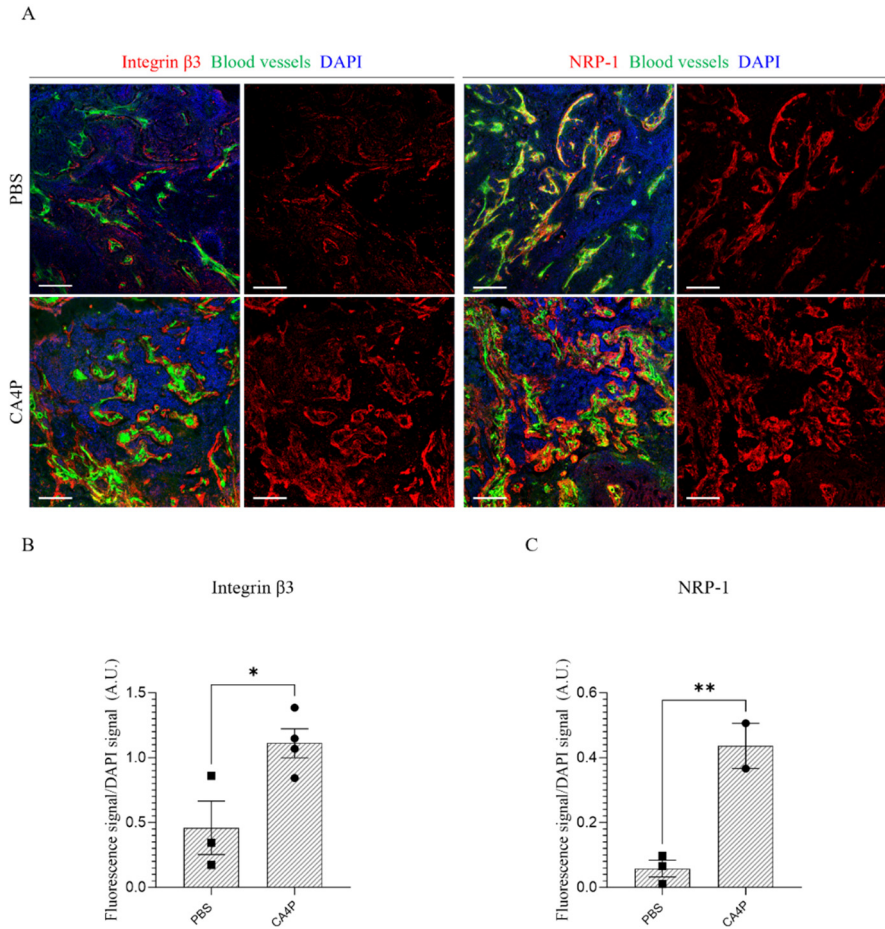 A
Integrin β3 Blood vessels DAPI
NRP-1 Blood vessels DAPI
PBS
CA4P
B
C
Integrin β3
NRP-1
Fluorescence signal/DAPI signal (A.U.)
1.5
1.0
0.5
0.0
*
PBS
CA4P
Fluorescence signal/DAPI signal (A.U.)
0.6
0.4
0.2
0.0
**
PBS
CA4P